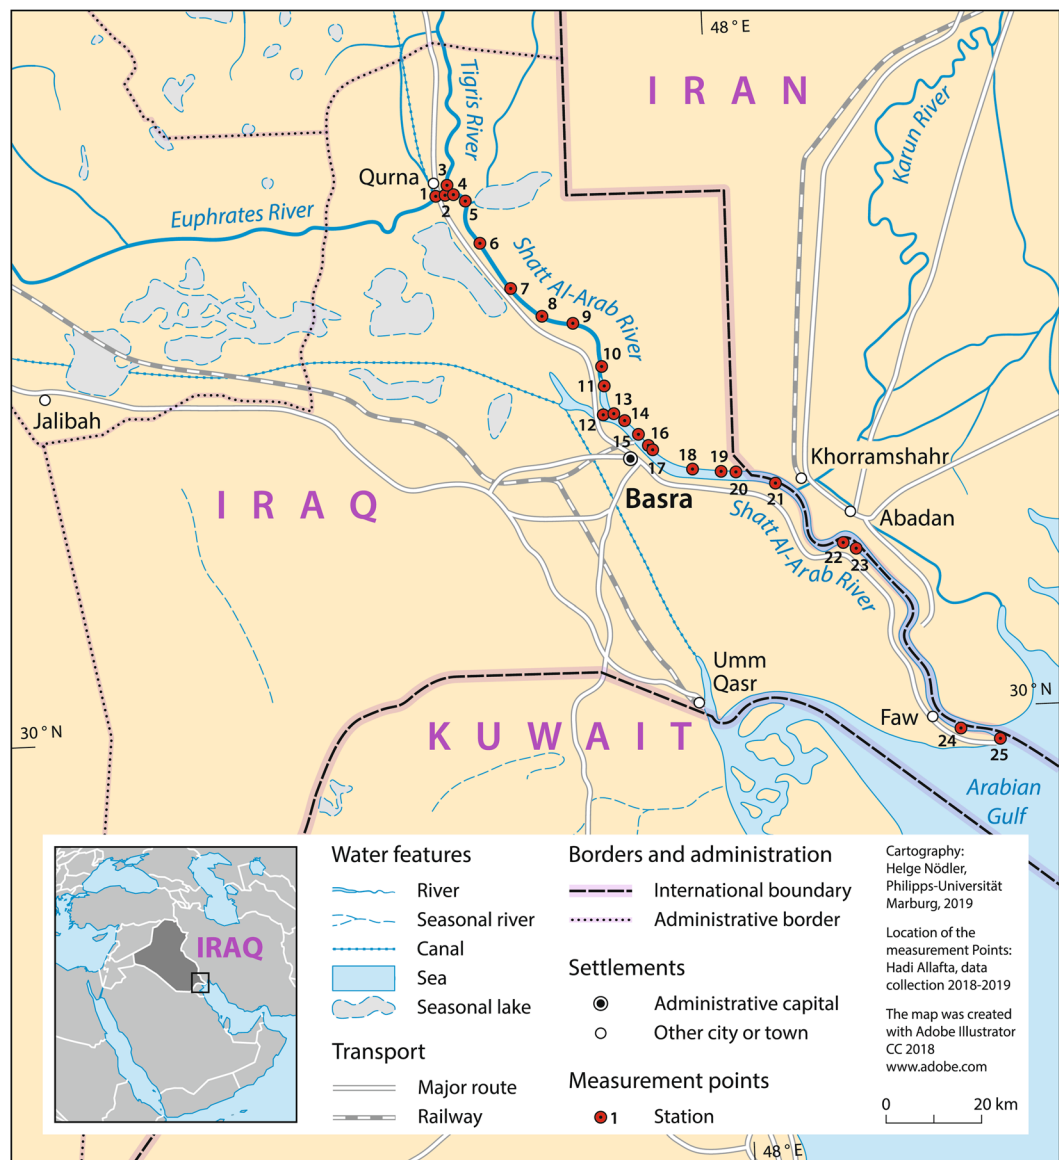 48 ° E
IRAN
Tigris River
Karun River
3
Qurna
4
1
2
5
Euphrates River
6
Shatt Al-Arab River
7
8
9
10
11
13
12
14
Jalibah
15
16
17
18
19
20
21
Khorramshahr
Basra
IRAQ
Abadan
Shatt Al-Arab River
22
23
Umm
Qasr
30 ° N
Faw
KUWAIT
30 ° N
24
25
Arabian
Gulf
IRAQ
Water features
River
Seasonal river
Canal
Sea
Seasonal lake
Transport
Major route
Railway
Borders and administration
International boundary
Administrative border
Settlements
Administrative capital
Other city or town
Measurement points
1 Station
Cartography:
Helge Nödler,
Philipps-Universität
Marburg, 2019
Location of the
measurement Points:
Hadi Allafta, data
collection 2018-2019
The map was created
with Adobe Illustrator
CC 2018
www.adobe.com
0 20 km
48 ° E